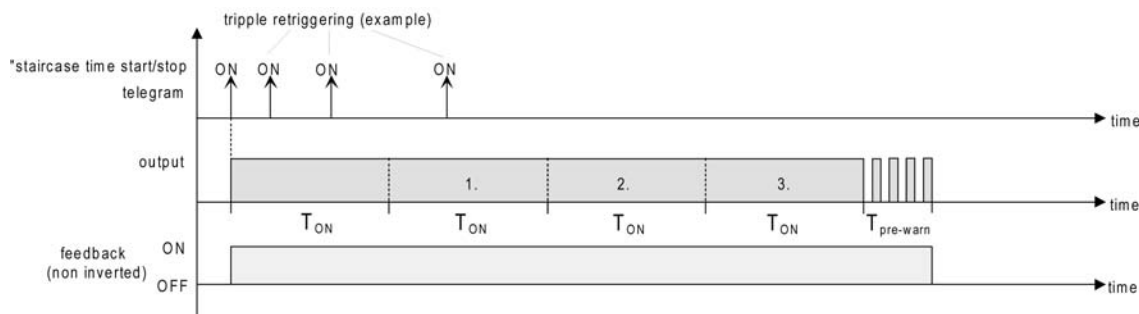 tripple retriggering (example)
"staircase time start/stop
telegram
ON ON ON ON
time
output
1. 2. 3.
time
TON TON TON TON Tpre-warn
feedback
(non inverted)
ON
OFF
time